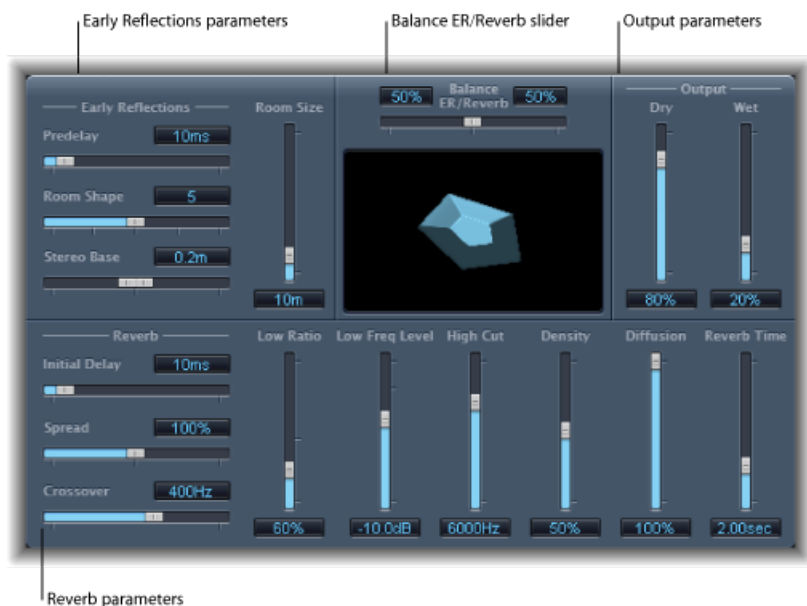 Early Reflections parameters
Balance ER/Reverb slider
Output parameters
Early Reflections
Predelay 10ms
Room Shape 5
Stereo Base 0.2m
Room Size
10m
50% Balance ER/Reverb 50%
Output
Dry Wet
80% 20%
Reverb
Initial Delay 10ms
Spread 100%
Crossover 400Hz
Low Ratio Low Freq Level High Cut Density Diffusion Reverb Time
60% -10.0dB 6000Hz 50% 100% 2.00sec
Reverb parameters